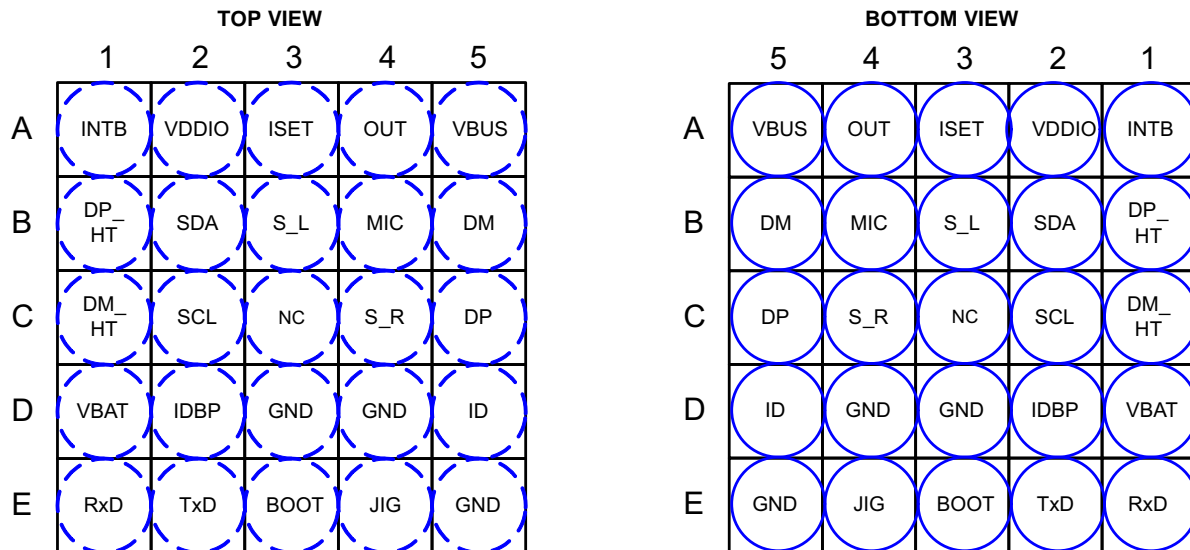 TOP VIEW
1 2 3 4 5
A INTB VDDIO ISET OUT VBUS
B DP_ HT SDA S_L MIC DM
C DM_ HT SCL NC S_R DP
D VBAT IDBP GND GND ID
E RxD TxD BOOT JIG GND
BOTTOM VIEW
5 4 3 2 1
A VBUS OUT ISET VDDIO INTB
B DM MIC S_L SDA DP_ HT
C DP S_R NC SCL DM_ HT
D ID GND GND IDBP VBAT
E GND JIG BOOT TxD RxD